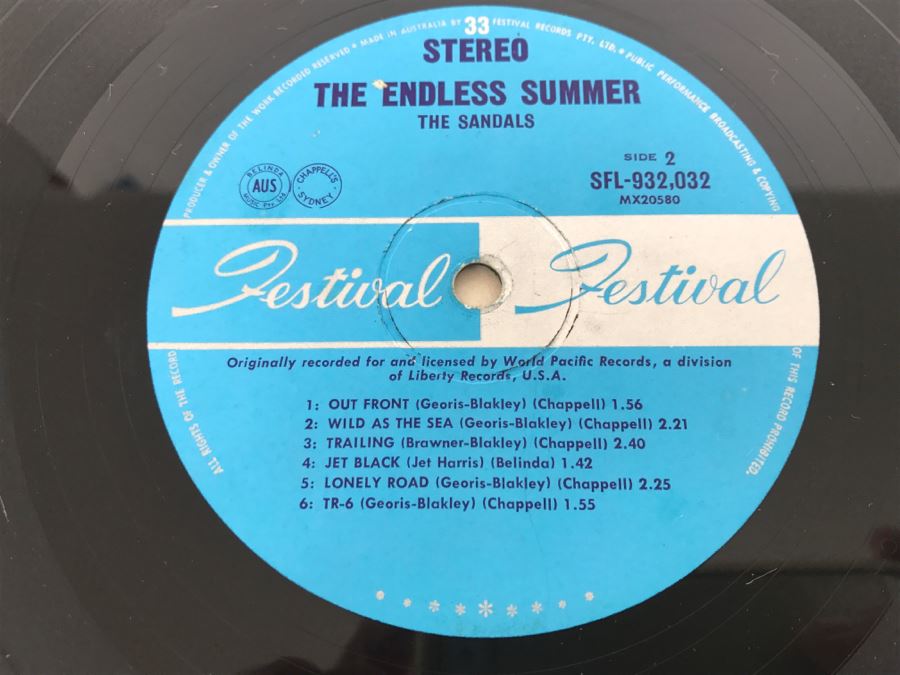 PRODUCER & OWNER OF THE WORK RECORDED RESERVED * MADE IN AUSTRALIA BY FESTIVAL RECORDS PTY. LTD. * PUBLIC PERFORMANCE BROADCASTING & COPYING
33
STEREO
THE ENDLESS SUMMER
THE SANDALS
SIDE 2
SFL-932,032
MX20580
BELINDA
AUS
MUSIC Pty. Ltd
CHAPPELL'S
SYDNEY
Festival Festival
Originally recorded for and licensed by World Pacific Records, a division
of Liberty Records, U.S.A.
1: OUT FRONT (Georis-Blakley) (Chappell) 1.56
2: WILD AS THE SEA (Georis-Blakley) (Chappell) 2.21
3: TRAILING (Brawner-Blakley) (Chappell) 2.40
4: JET BLACK (Jet Harris) (Belinda) 1.42
5: LONELY ROAD (Georis-Blakley) (Chappell) 2.25
6: TR-6 (Georis-Blakley) (Chappell) 1.55
ALL RIGHTS OF THE RECORD
OF THIS RECORD PROHIBITED.